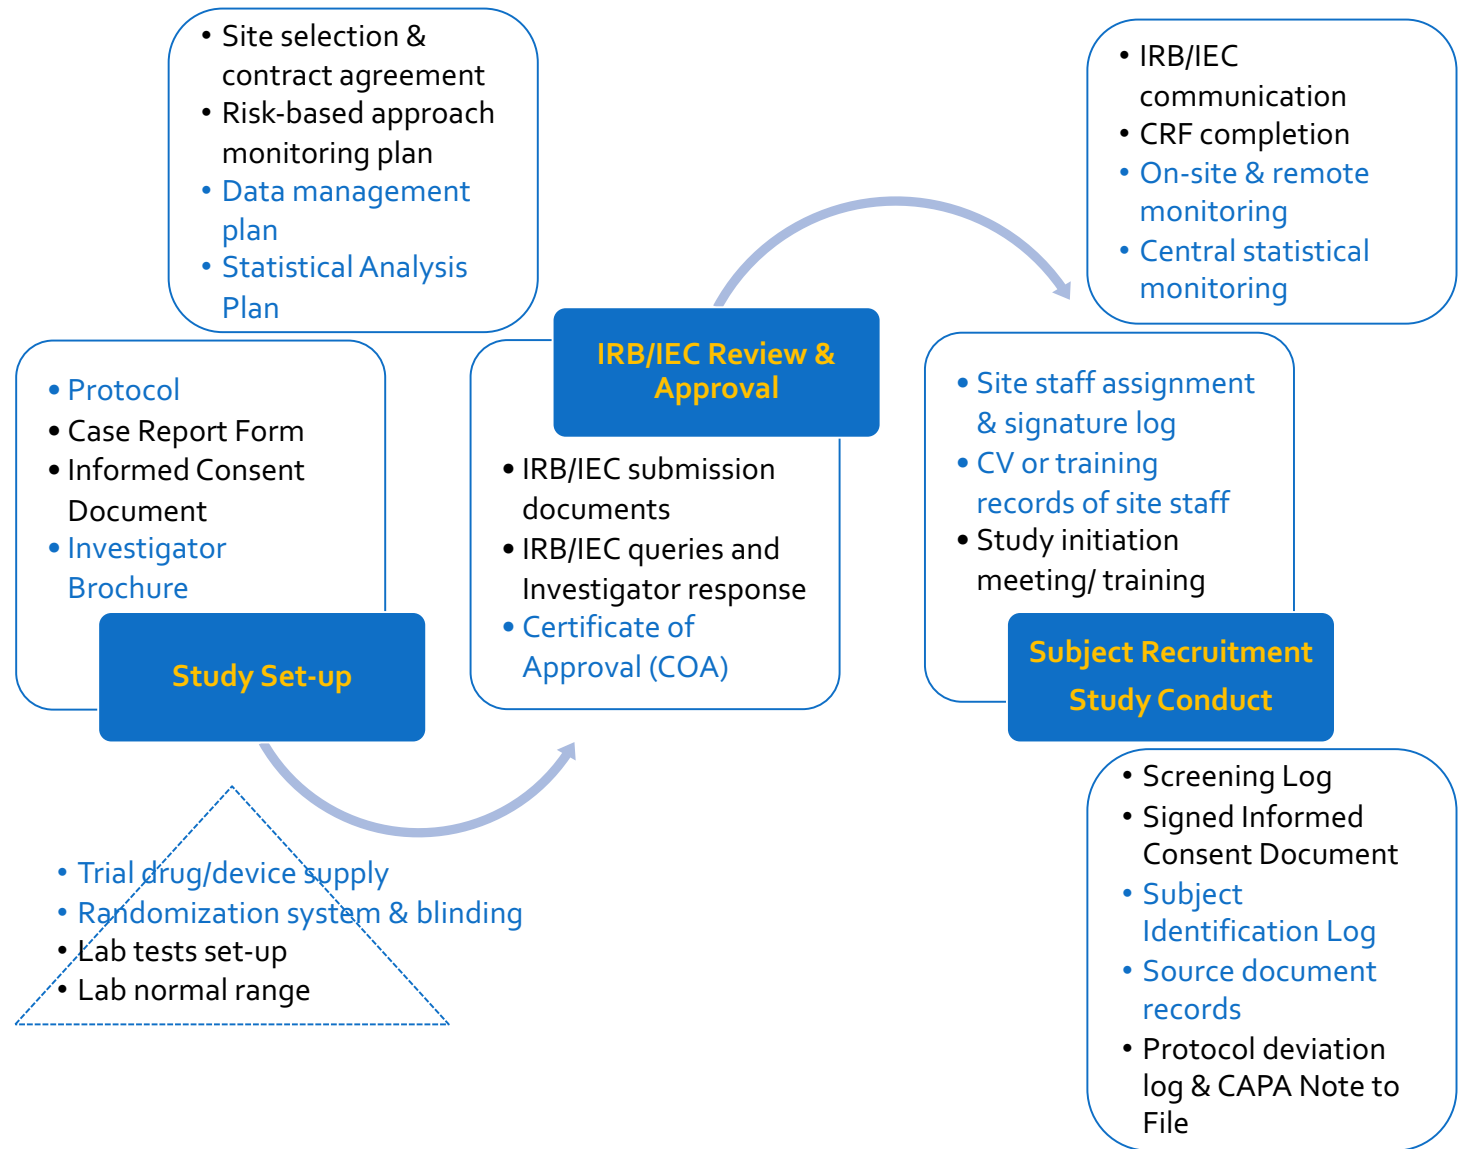 • Site selection &
contract agreement
• Risk-based approach
monitoring plan
• Data management
plan
• Statistical Analysis
Plan
• Protocol
• Case Report Form
• Informed Consent
Document
• Investigator
Brochure
Study Set-up
• Trial drug/device supply
• Randomization system & blinding
• Lab tests set-up
• Lab normal range
IRB/IEC Review &
Approval
• IRB/IEC submission
documents
• IRB/IEC queries and
Investigator response
• Certificate of
Approval (COA)
• IRB/IEC
communication
• CRF completion
• On-site & remote
monitoring
• Central statistical
monitoring
• Site staff assignment
& signature log
• CV or training
records of site staff
• Study initiation
meeting/ training
Subject Recruitment
Study Conduct
• Screening Log
• Signed Informed
Consent Document
• Subject
Identification Log
• Source document
records
• Protocol deviation
log & CAPA Note to
File